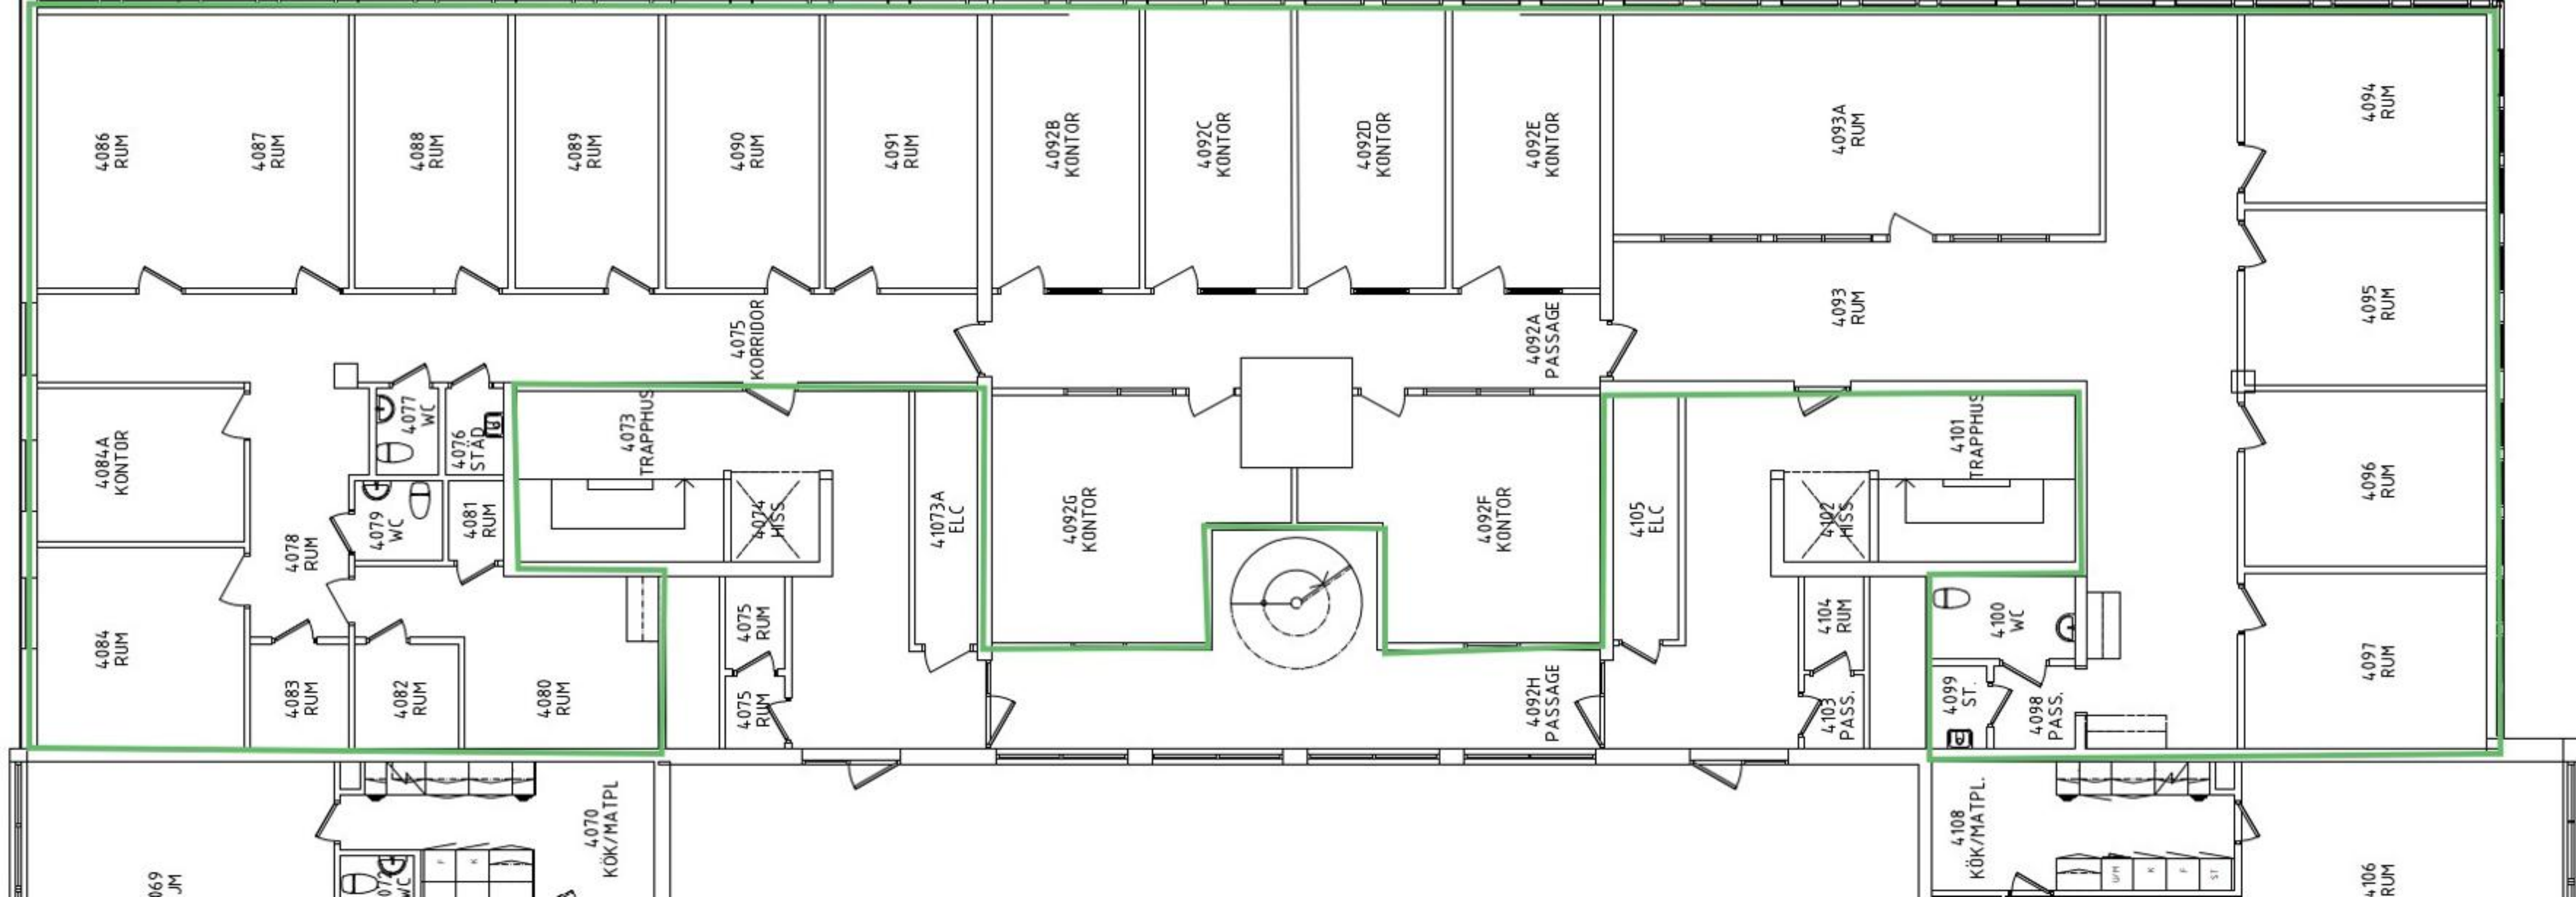 4086
RUM
4087
RUM
4088
RUM
4089
RUM
4090
RUM
4091
RUM
4092B
KONTOR
4092C
KONTOR
4092D
KONTOR
4092E
KONTOR
4093A
RUM
4094
RUM
4075
KORRIDOR
4092A
PASSAGE
4093
RUM
4095
RUM
4084A
KONTOR
4077
WC
4076
STÄD
4073
TRAPPHUS
4101
TRAPPHUS
4096
RUM
4078
RUM
4079
WC
4081
RUM
4074
HISS
41073A
ELC
4092G
KONTOR
4092F
KONTOR
4105
ELC
4102
HISS
4084
RUM
4083
RUM
4082
RUM
4080
RUM
4075
RUM
4075
RUM
4092H
PASSAGE
4104
RUM
4103
PASS.
4100
WC
4099
ST.
4098
PASS.
4097
RUM
069
JM
WC
F
K
4070
KÖK/MATPL
4108
KÖK/MATPL.
U/M
K
F
ST
4106
RUM